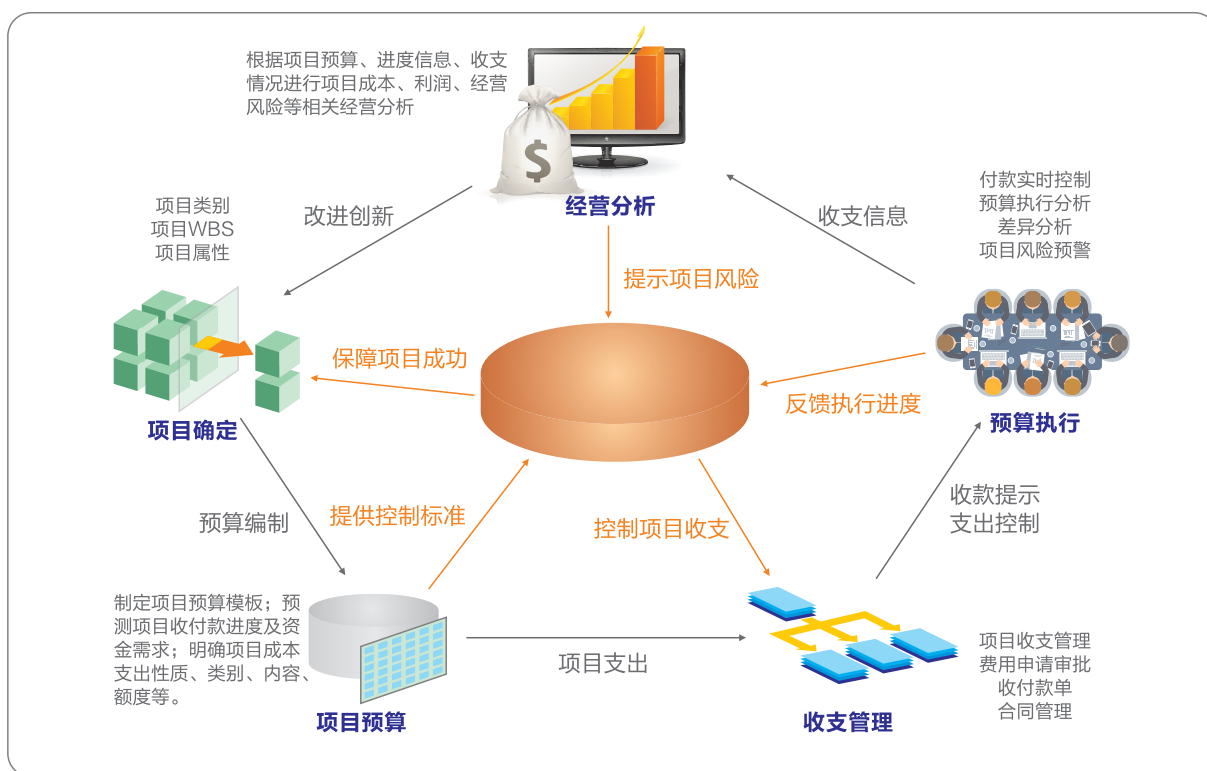 根据项目预算、进度信息、收支
情况进行项目成本、利润、经营
风险等相关经营分析
$
经营分析
付款实时控制
预算执行分析
差异分析
项目风险预警
项目类别
项目WBS
项目属性
改进创新
收支信息
提示项目风险
保障项目成功
反馈执行进度
项目确定
预算执行
预算编制
提供控制标准
控制项目收支
收款提示
支出控制
制定项目预算模板；预
测项目收付款进度及资
金需求；明确项目成本
支出性质、类别、内容、
额度等。
项目支出
项目收支管理
费用申请审批
收付款单
合同管理
项目预算
收支管理